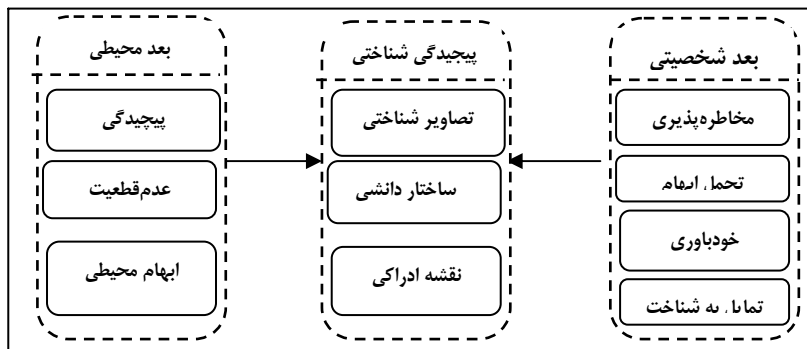 بعد شخصیتی
مخاطره‌پذیری
تحمل ابهام
خودباوری
تمایل به شناخت
پیجیدگی شناختی
تصاویر شناختی
ساختار دانشی
نقشه ادراکی
بعد محیطی
پیچیدگی
عدم‌قطعیت
ابهام محیطی